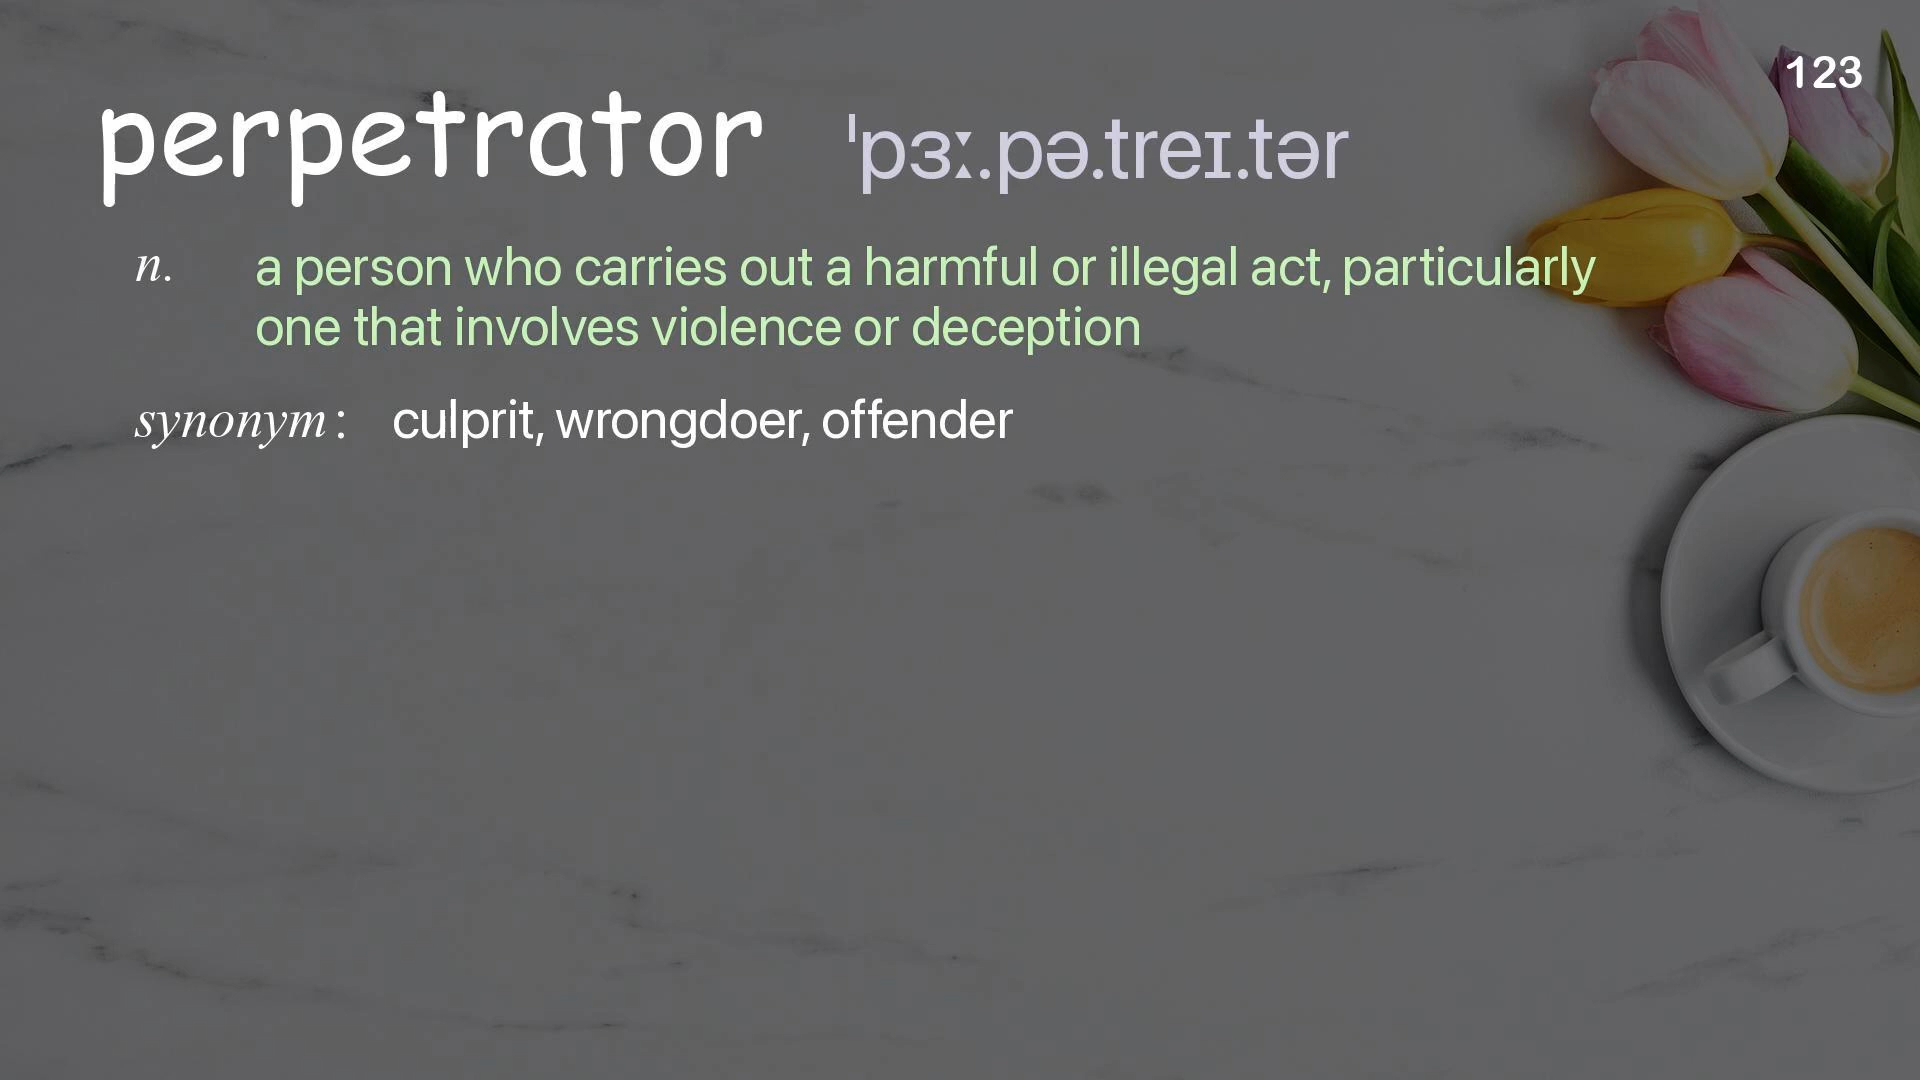 123
perpetrator ˈpɜː.pə.treɪ.tər
n. a person who carries out a harmful or illegal act, particularly
one that involves violence or deception
synonym : culprit, wrongdoer, offender